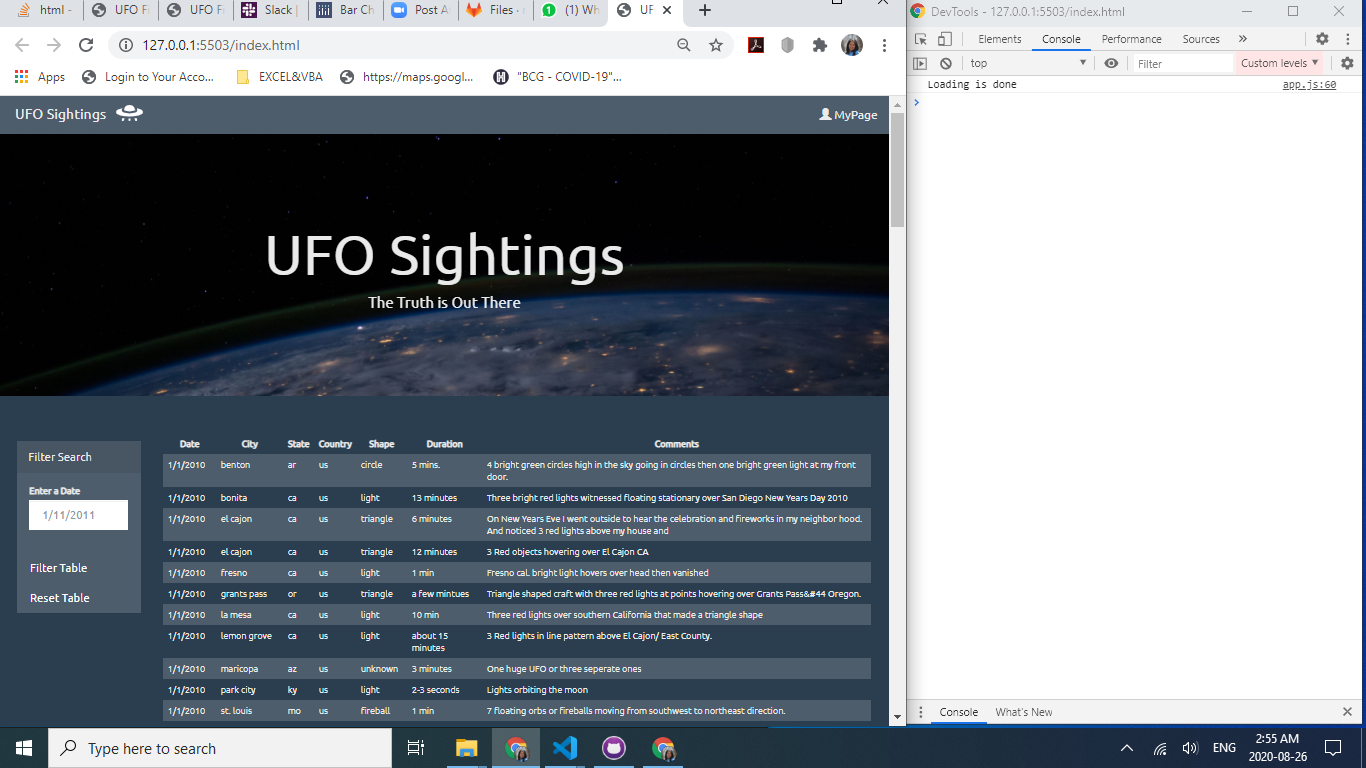 html -
UFO Fi
UFO Fi
Slack |
Bar Ch
Post A
Files ·
(1) Wh
UF
127.0.0.1:5503/index.html
Apps
Login to Your Acco...
EXCEL&VBA
https://maps.googl...
"BCG - COVID-19"...
UFO Sightings
MyPage
UFO Sightings
The Truth is Out There
Filter Search
Enter a Date
1/11/2011
Filter Table
Reset Table
Date City State Country Shape Duration Comments
1/1/2010 benton ar us circle 5 mins. 4 bright green circles high in the sky going in circles then one bright green light at my front
door.
1/1/2010 bonita ca us light 13 minutes Three bright red lights witnessed floating stationary over San Diego New Years Day 2010
1/1/2010 el cajon ca us triangle 6 minutes On New Years Eve I went outside to hear the celebration and fireworks in my neighbor hood.
And noticed 3 red lights above my house and
1/1/2010 el cajon ca us triangle 12 minutes 3 Red objects hovering over El Cajon CA
1/1/2010 fresno ca us light 1 min Fresno cal. bright light hovers over head then vanished
1/1/2010 grants pass or us triangle a few mintues Triangle shaped craft with three red lights at points hovering over Grants Pass&#44 Oregon.
1/1/2010 la mesa ca us light 10 min Three red lights over southern California that made a triangle shape
1/1/2010 lemon grove ca us light about 15 3 Red lights in line pattern above El Cajon/ East County.
minutes
1/1/2010 maricopa az us unknown 3 minutes One huge UFO or three seperate ones
1/1/2010 park city ky us light 2-3 seconds Lights orbiting the moon
1/1/2010 st. louis mo us fireball 1 min 7 floating orbs or fireballs moving from southwest to northeast direction.
DevTools - 127.0.0.1:5503/index.html
Elements Console Performance Sources
top Filter Custom levels
Loading is done app.js:60
Console What's New
Type here to search
ENG
2:55 AM
2020-08-26